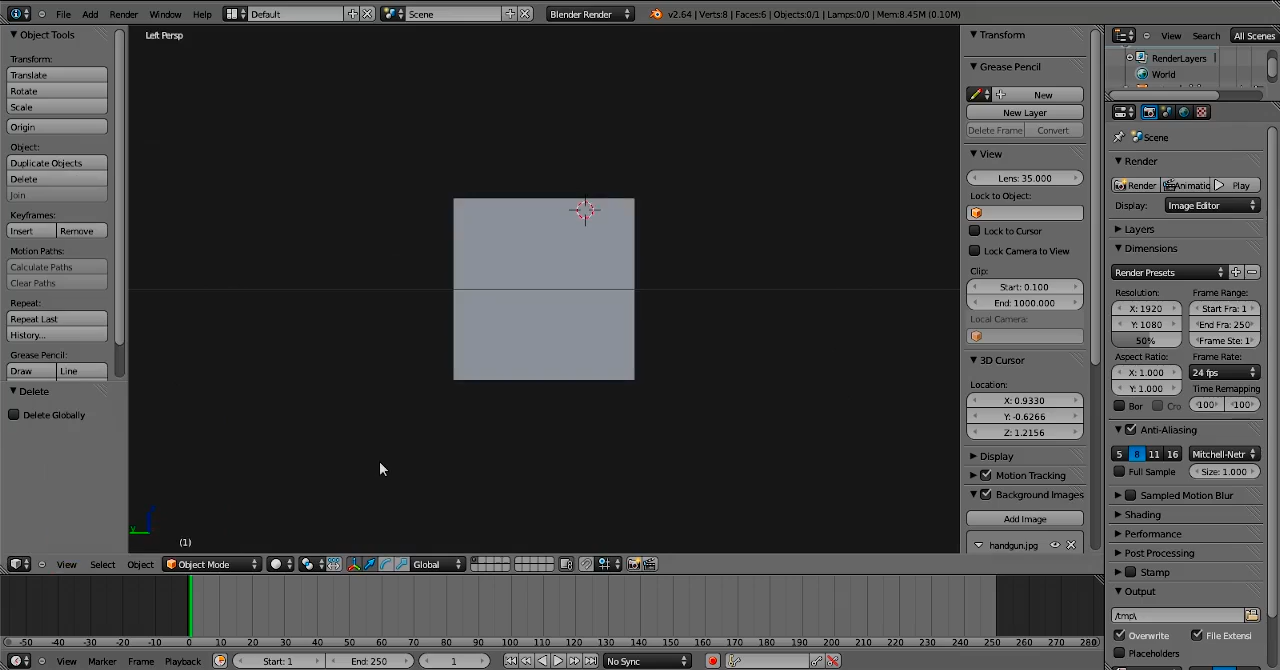 File Add Render Window Help Default Scene Blender Render v2.64 | Verts:8 | Faces:6 | Objects:0/1 | Lamps:0/0 | Mem:8.45M (0.10M)
Object Tools
Transform:
Translate
Rotate
Scale
Origin
Object:
Duplicate Objects
Delete
Join
Keyframes:
Insert Remove
Motion Paths:
Calculate Paths
Clear Paths
Repeat:
Repeat Last
History...
Grease Pencil:
Draw Line
Delete
Delete Globally
Left Persp
(1)
Transform
Grease Pencil
New
New Layer
Delete Frame Convert
View
Lens: 35.000
Lock to Object:
Lock to Cursor
Lock Camera to View
Clip:
Start: 0.100
End: 1000.000
Local Camera:
3D Cursor
Location:
X: 0.9330
Y: -0.6266
Z: 1.2156
Display
Motion Tracking
Background Images
Add Image
handgun.jpg
View Search All Scenes
RenderLayers
World
Scene
Render
Render Animatic Play
Display: Image Editor
Layers
Dimensions
Render Presets
Resolution: Frame Range:
X: 1920 Start Fra: 1
Y: 1080 End Fra: 250
50% Frame Ste: 1
Aspect Ratio: Frame Rate:
X: 1.000 24 fps
Y: 1.000 Time Remapping
Bor Cro 100 100
Anti-Aliasing
5 8 11 16 Mitchell-Netr
Full Sample Size: 1.000
Sampled Motion Blur
Shading
Performance
Post Processing
Stamp
Output
/tmp\
Overwrite File Extensi
Placeholders
View Select Object Object Mode Global
-50 -40 -30 -20 -10 0 10 20 30 40 50 60 70 80 90 100 110 120 130 140 150 160 170 180 190 200 210 220 230 240 250 260 270 280
View Marker Frame Playback Start: 1 End: 250 1 No Sync